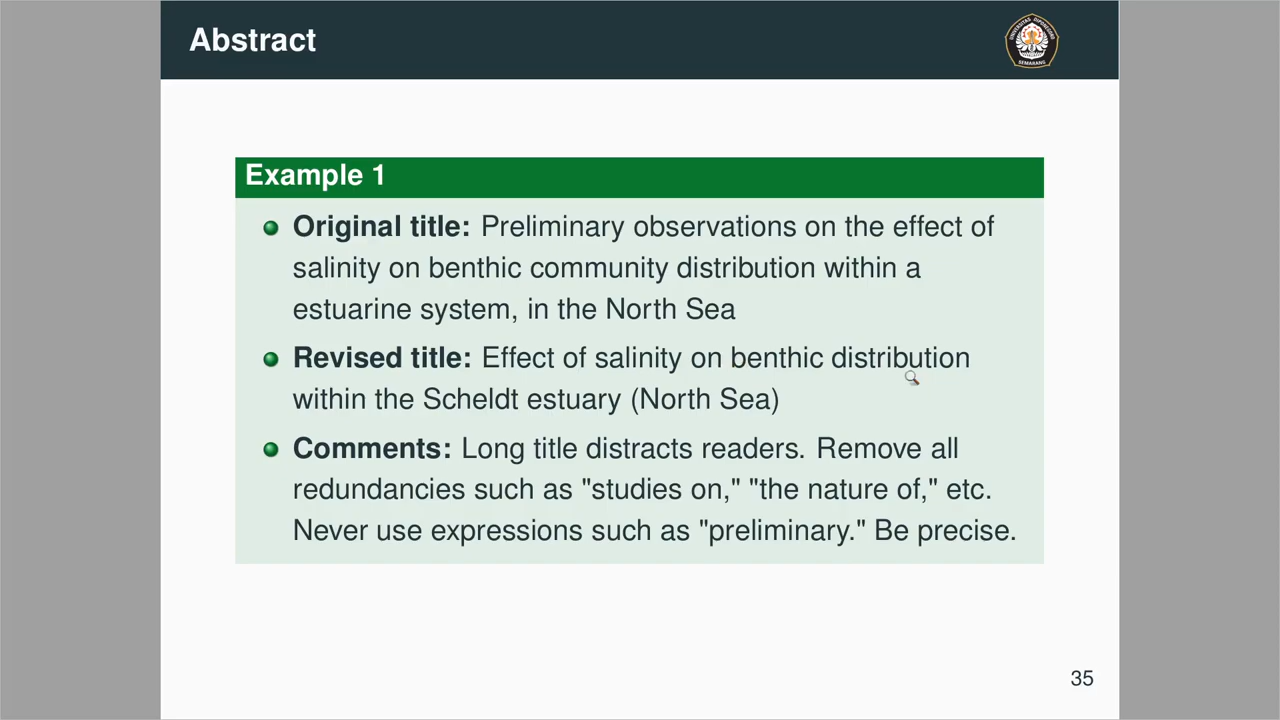 Abstract
UNIVERSITAS DIPONEGORO
SEMARANG
Example 1
Original title: Preliminary observations on the effect of
salinity on benthic community distribution within a
estuarine system, in the North Sea
Revised title: Effect of salinity on benthic distribution
within the Scheldt estuary (North Sea)
Comments: Long title distracts readers. Remove all
redundancies such as "studies on," "the nature of," etc.
Never use expressions such as "preliminary." Be precise.
35